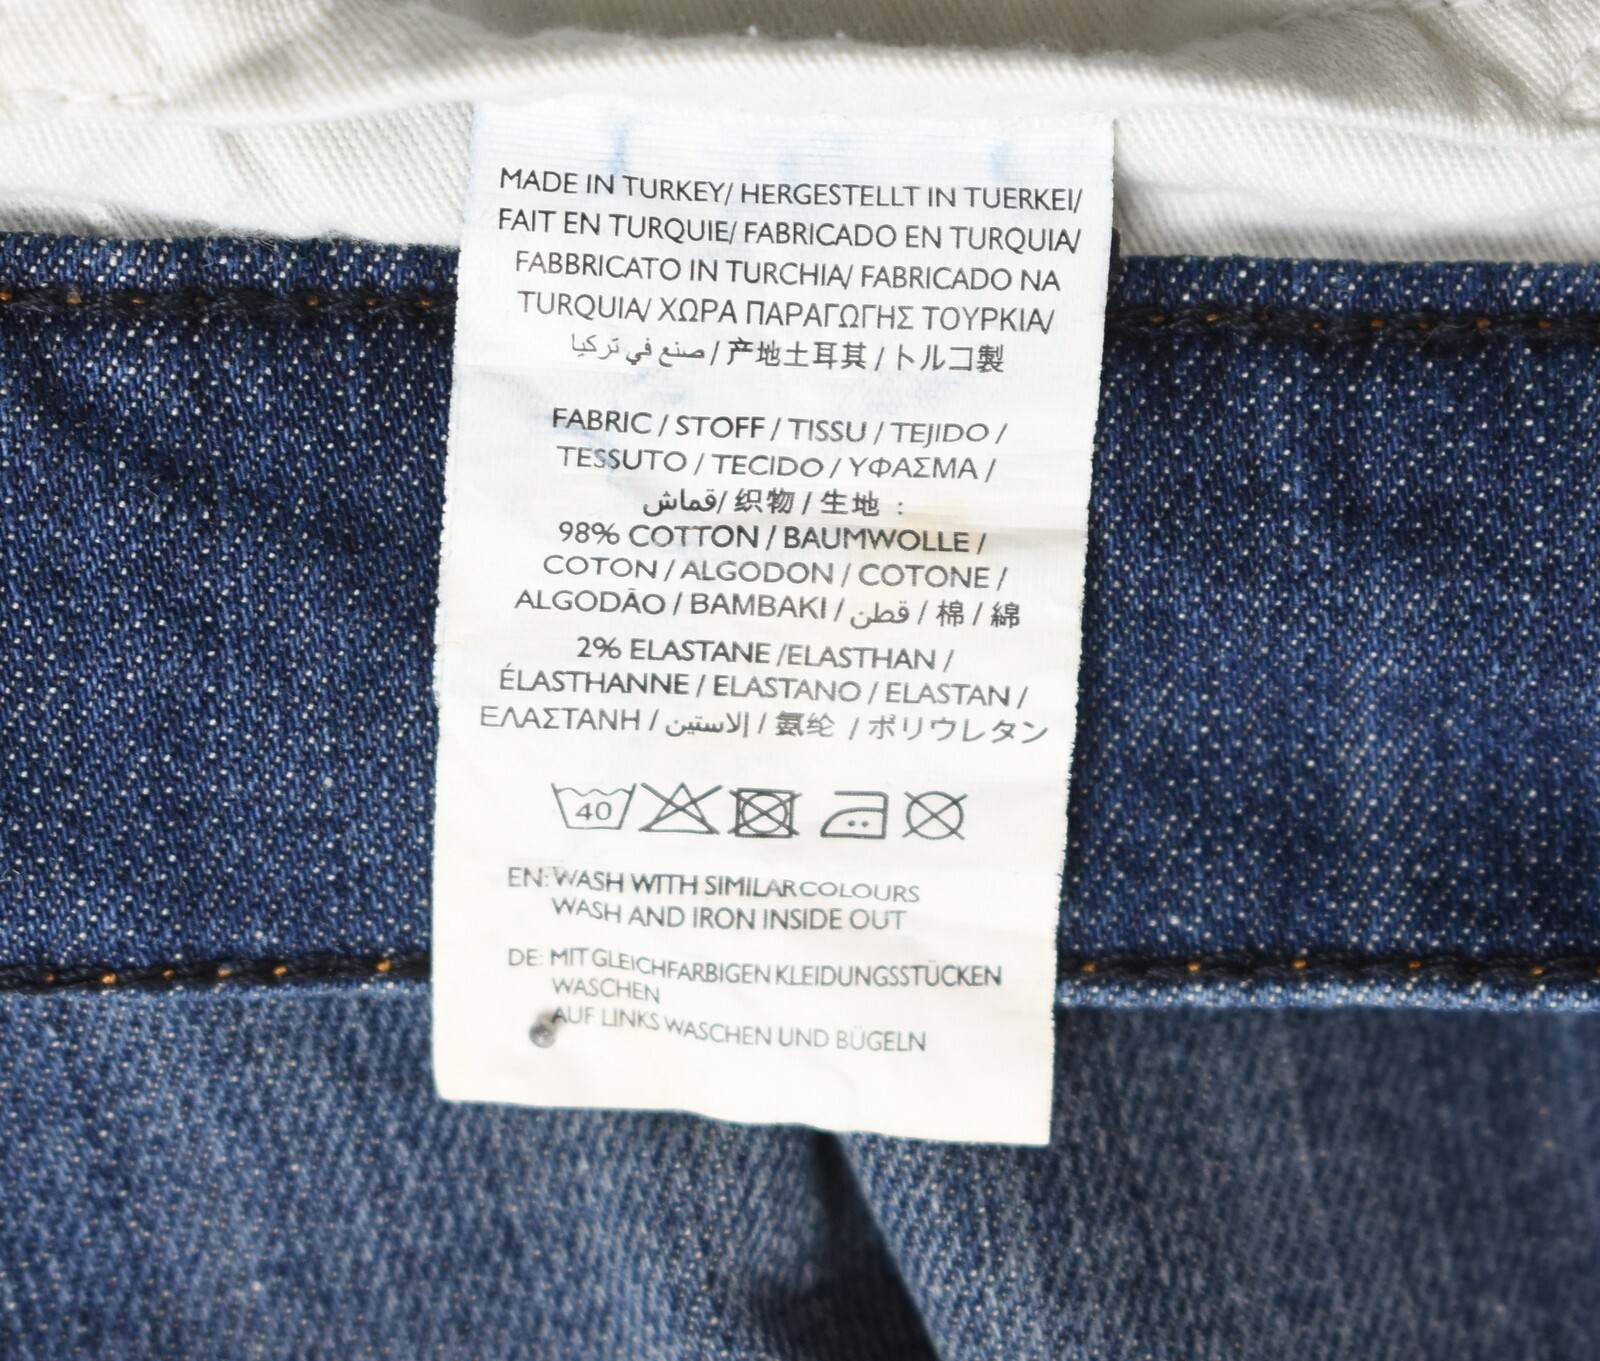 MADE IN TURKEY/ HERGESTELLT IN TUERKEI/
FAIT EN TURQUIE/ FABRICADO EN TURQUIA/
FABBRICATO IN TURCHIA/ FABRICADO NA
TURQUIA/ ΧΩΡΑ ΠΑΡΑΓΩΓΗΣ ΤΟΥΡΚΙΑ/
صنع في تركيا / 产地土耳其 / トルコ製
FABRIC / STOFF / TISSU / TEJIDO /
TESSUTO / TECIDO / ΥΦΑΣΜΑ /
قماش/ 织物 / 生地 :
98% COTTON / BAUMWOLLE /
COTON / ALGODON / COTONE /
ALGODÃO / BAMBAKI / قطن / 棉 / 綿
2% ELASTANE /ELASTHAN /
ÉLASTHANNE / ELASTANO / ELASTAN /
ΕΛΑΣΤΑΝΗ / إلاستين / 氨纶 / ポリウレタン
40
EN: WASH WITH SIMILAR COLOURS
WASH AND IRON INSIDE OUT
DE: MIT GLEICHFARBIGEN KLEIDUNGSSTÜCKEN
WASCHEN
AUF LINKS WASCHEN UND BÜGELN